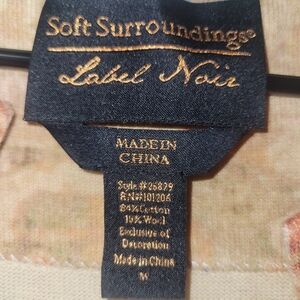 Soft Surroundings®
Label Noir
MADE IN
CHINA
Style #26899
RN#101206
84% Cotton
16% Wool
Exclusive of
Decoration
Made in China
M